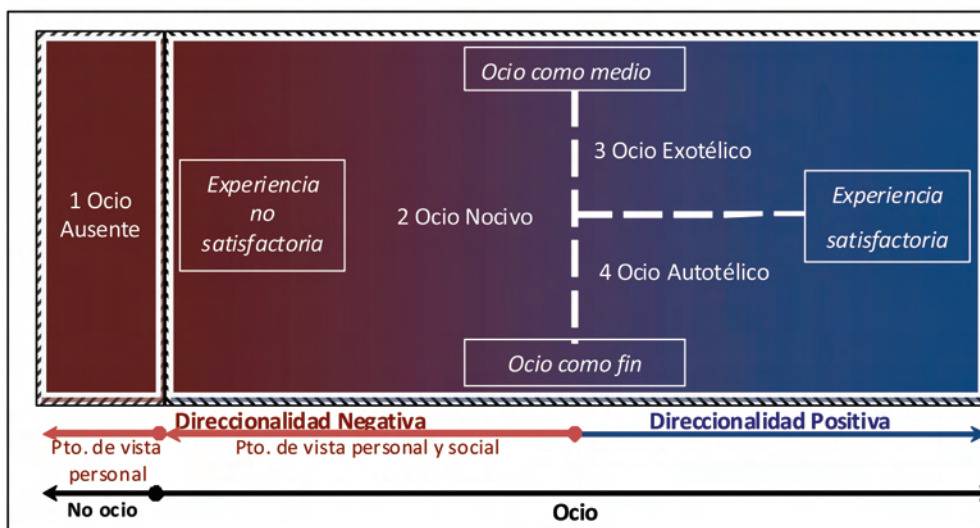 Ocio como medio
3 Ocio Exotélico
1 Ocio
Ausente
Experiencia
no
satisfactoria
2 Ocio Nocivo
Experiencia
satisfactoria
4 Ocio Autotélico
Ocio como fin
Direccionalidad Negativa
Direccionalidad Positiva
Pto. de vista
personal
Pto. de vista personal y social
No ocio
Ocio